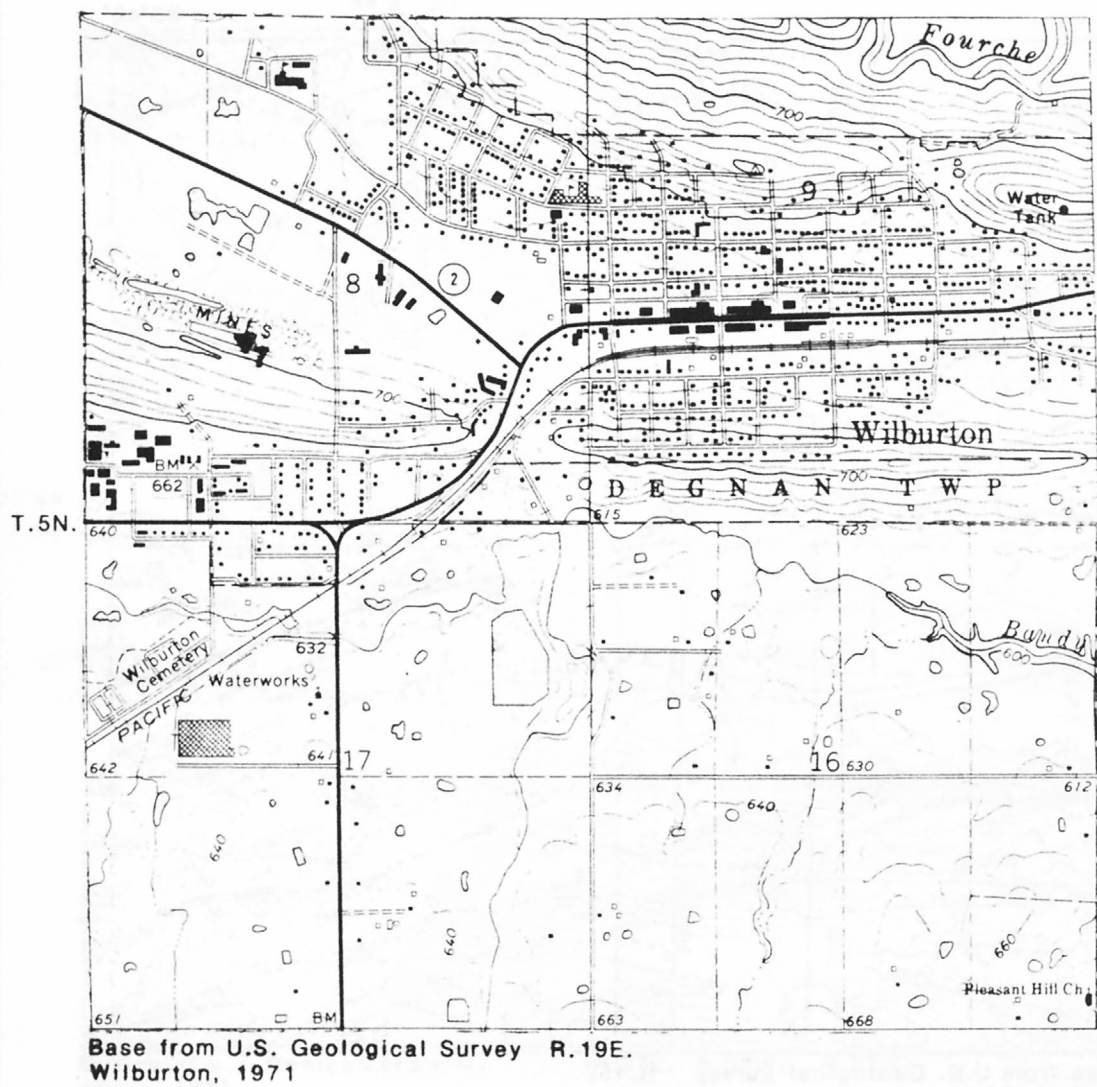 Fourche
700
9
Water
Tank
8
2
MINES
700
Wilburton
BM
662
700
DEGNAN TWP
T.5N.
640
615
623
Wilburton
Cemetery
632
600
Waterworks
PACIFIC
641
17
16
630
642
634
640
612
640
640
660
Pleasant Hill Ch
651
BM
663
668
Base from U.S. Geological Survey R.19E.
Wilburton, 1971